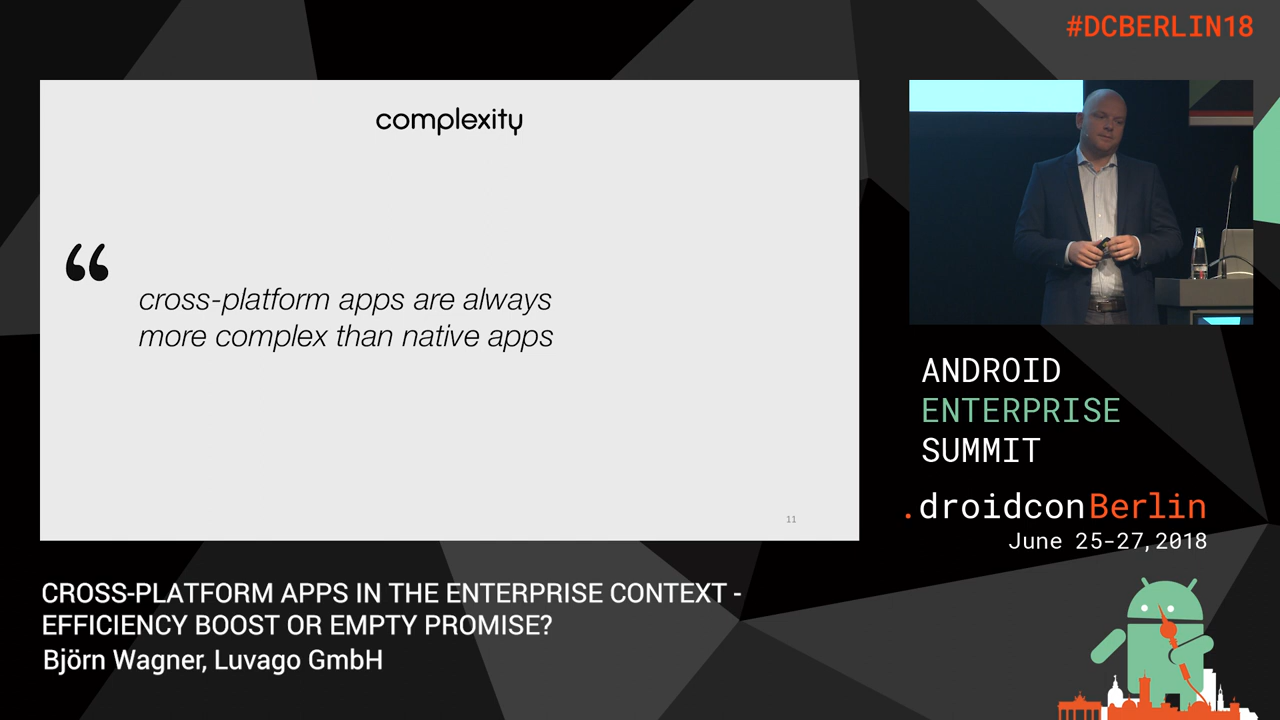 #DCBERLIN18
complexity
“
cross-platform apps are always
more complex than native apps
11
ANDROID
ENTERPRISE
SUMMIT
.droidconBerlin
June 25-27, 2018
CROSS-PLATFORM APPS IN THE ENTERPRISE CONTEXT -
EFFICIENCY BOOST OR EMPTY PROMISE?
Björn Wagner, Luvago GmbH